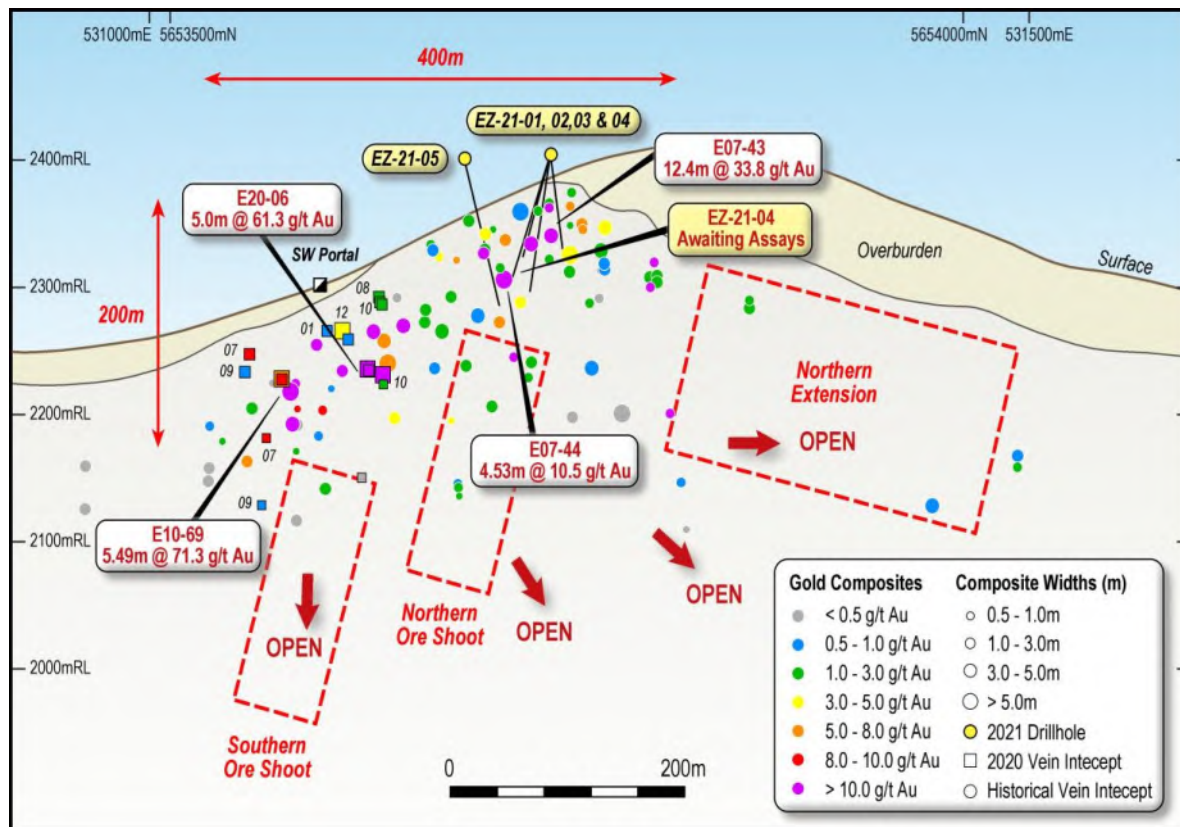 531000mE 5653500mN
5654000mN 531500mE
400m
EZ-21-01, 02,03 & 04
EZ-21-05
E07-43
12.4m @ 33.8 g/t Au
2400mRL
E20-06
5.0m @ 61.3 g/t Au
EZ-21-04
Awaiting Assays
SW Portal
Overburden
Surface
2300mRL
200m
08
10
01
12
07
09
10
Northern
Extension
OPEN
2200mRL
07
E07-44
4.53m @ 10.5 g/t Au
09
E10-69
5.49m @ 71.3 g/t Au
2100mRL
OPEN
Northern
Ore Shoot
OPEN
OPEN
2000mRL
Southern
Ore Shoot
0 200m
Gold Composites
< 0.5 g/t Au
0.5 - 1.0 g/t Au
1.0 - 3.0 g/t Au
3.0 - 5.0 g/t Au
5.0 - 8.0 g/t Au
8.0 - 10.0 g/t Au
> 10.0 g/t Au
Composite Widths (m)
0.5 - 1.0m
1.0 - 3.0m
3.0 - 5.0m
> 5.0m
2021 Drillhole
2020 Vein Intecept
Historical Vein Intecept